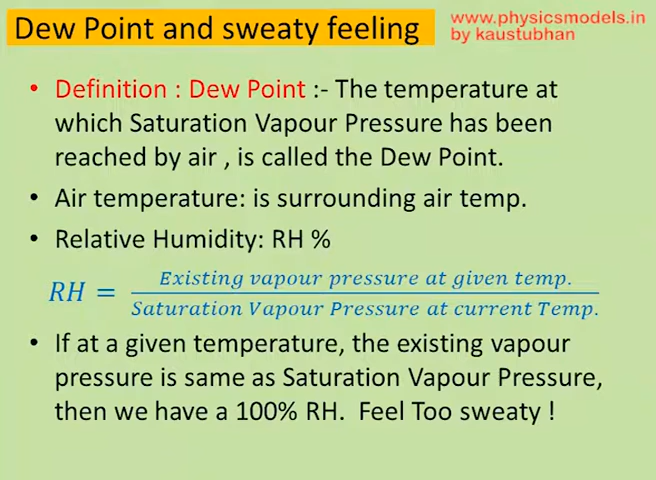 Dew Point and sweaty feeling
www.physicsmodels.in
by kaustubhan
• Definition : Dew Point :- The temperature at
which Saturation Vapour Pressure has been
reached by air , is called the Dew Point.
• Air temperature: is surrounding air temp.
• Relative Humidity: RH %
RH = Existing vapour pressure at given temp.
Saturation Vapour Pressure at current Temp.
• If at a given temperature, the existing vapour
pressure is same as Saturation Vapour Pressure,
then we have a 100% RH. Feel Too sweaty !